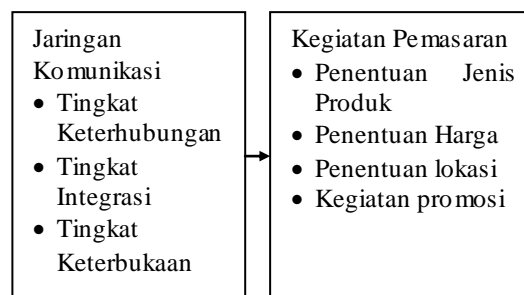 Jaringan
Komunikasi
• Tingkat
Keterhubungan
• Tingkat
Integrasi
• Tingkat
Keterbukaan
Kegiatan Pemasaran
• Penentuan Jenis
Produk
• Penentuan Harga
• Penentuan lokasi
• Kegiatan promosi